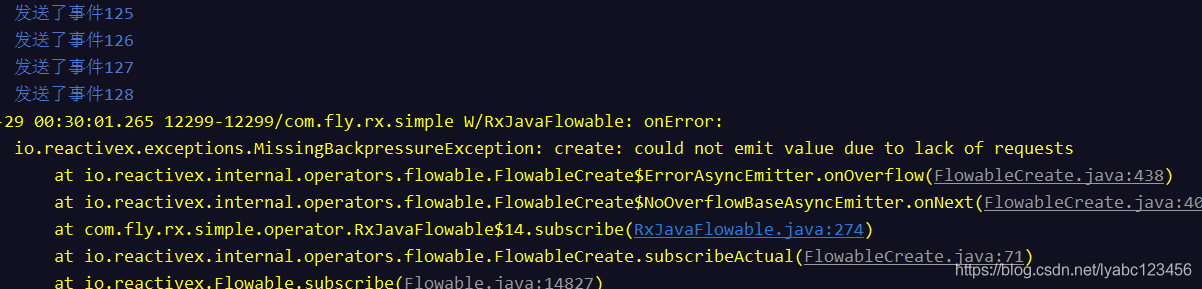 发送了事件125
发送了事件126
发送了事件127
发送了事件128
-29 00:30:01.265 12299-12299/com.fly.rx.simple W/RxJavaFlowable: onError:
io.reactivex.exceptions.MissingBackpressureException: create: could not emit value due to lack of requests
at io.reactivex.internal.operators.flowable.FlowableCreate$ErrorAsyncEmitter.onOverflow(FlowableCreate.java:438)
at io.reactivex.internal.operators.flowable.FlowableCreate$NoOverflowBaseAsyncEmitter.onNext(FlowableCreate.java:40
at com.fly.rx.simple.operator.RxJavaFlowable$14.subscribe(RxJavaFlowable.java:274)
at io.reactivex.internal.operators.flowable.FlowableCreate.subscribeActual(FlowableCreate.java:71)
https://blog.csdn.net/lyabc123456
at io.reactivex.Flowable.subscribe(Flowable.java:14827)